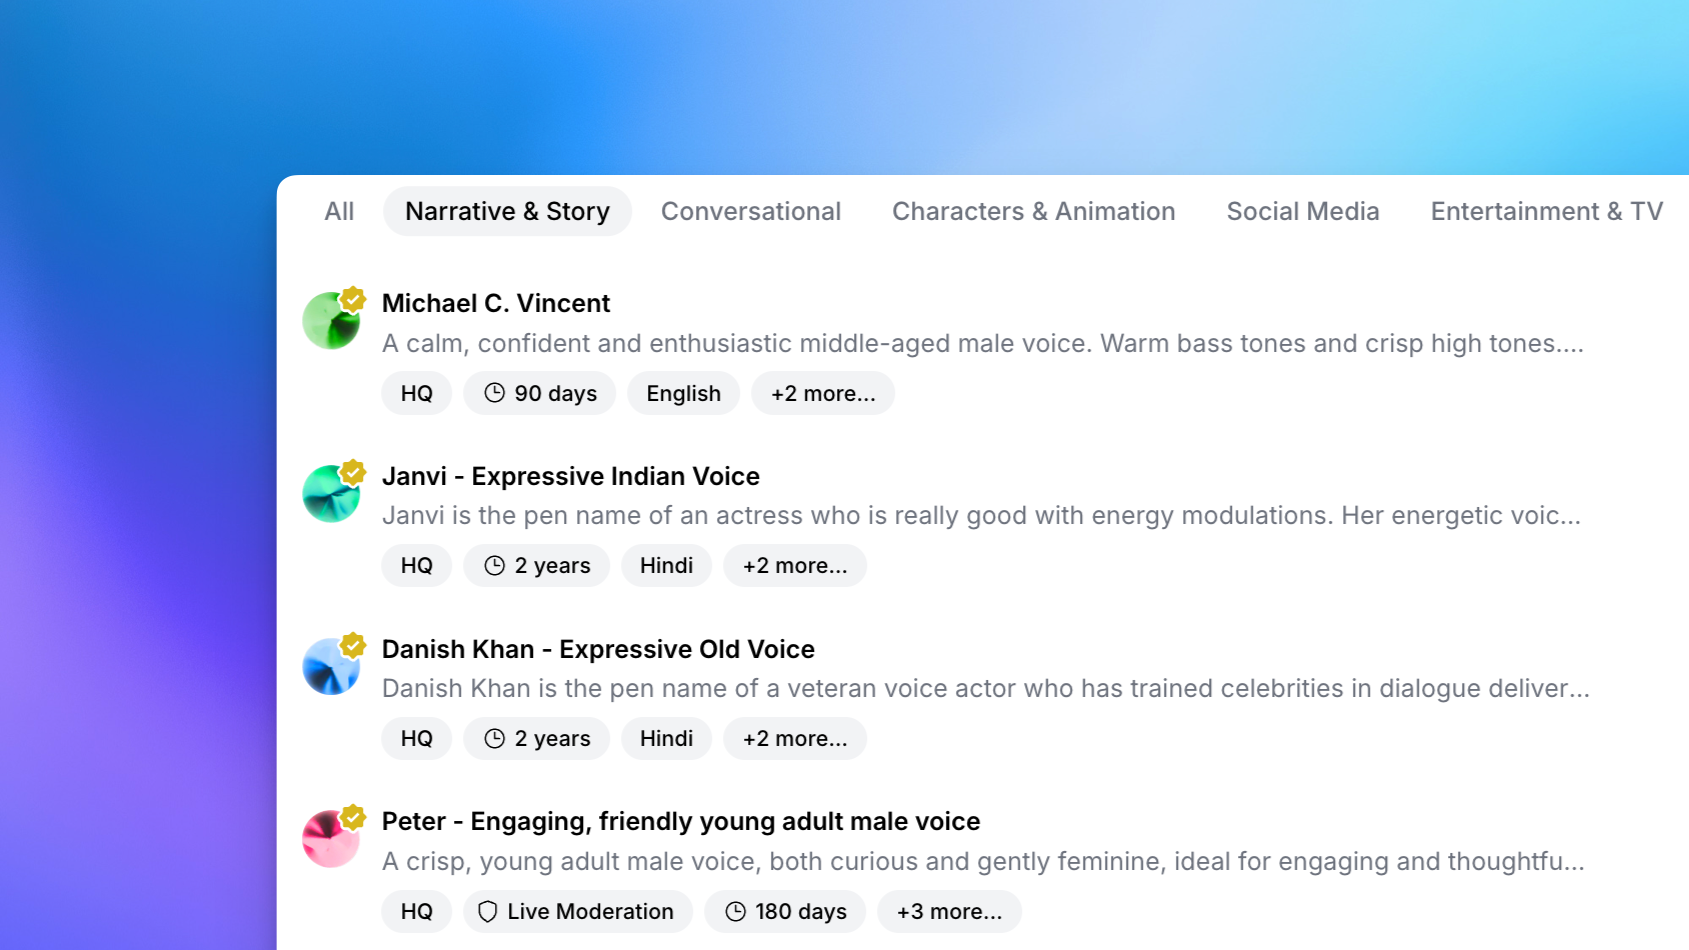 All Narrative & Story Conversational Characters & Animation Social Media Entertainment & TV
Michael C. Vincent
A calm, confident and enthusiastic middle-aged male voice. Warm bass tones and crisp high tones....
HQ 90 days English +2 more...
Janvi - Expressive Indian Voice
Janvi is the pen name of an actress who is really good with energy modulations. Her energetic voic...
HQ 2 years Hindi +2 more...
Danish Khan - Expressive Old Voice
Danish Khan is the pen name of a veteran voice actor who has trained celebrities in dialogue deliver...
HQ 2 years Hindi +2 more...
Peter - Engaging, friendly young adult male voice
A crisp, young adult male voice, both curious and gently feminine, ideal for engaging and thoughtfu...
HQ Live Moderation 180 days +3 more...